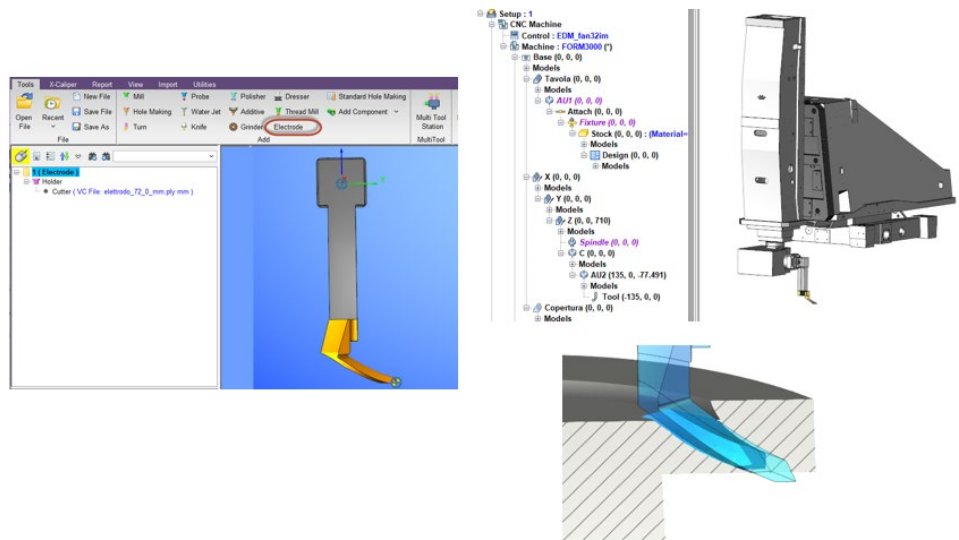 Tools X-Caliper Report View Import Utilities
New File Mill Probe Polisher Dresser Standard Hole Making
Open File Recent Save File Hole Making Water Jet Additive Thread Mill Add Component Multi Tool Station
Save As Turn Knife Grinder Electrode
File Add MultiTool
1 ( Electrode )
Holder
Cutter ( VC File: elettrodo_72_0_mm.ply mm )
X
Y
Setup : 1
CNC Machine
Control : EDM_fan32im
Machine : FORM3000 (*)
Base (0, 0, 0)
Models
Tavola (0, 0, 0)
Models
AU1 (0, 0, 0)
Attach (0, 0, 0)
Fixture (0, 0, 0)
Stock (0, 0, 0) : (Material=
Models
Design (0, 0, 0)
Models
X (0, 0, 0)
Models
Y (0, 0, 0)
Models
Z (0, 0, 710)
Models
Spindle (0, 0, 0)
C (0, 0, 0)
Models
AU2 (135, 0, -77.491)
Models
Tool (-135, 0, 0)
Copertura (0, 0, 0)
Models